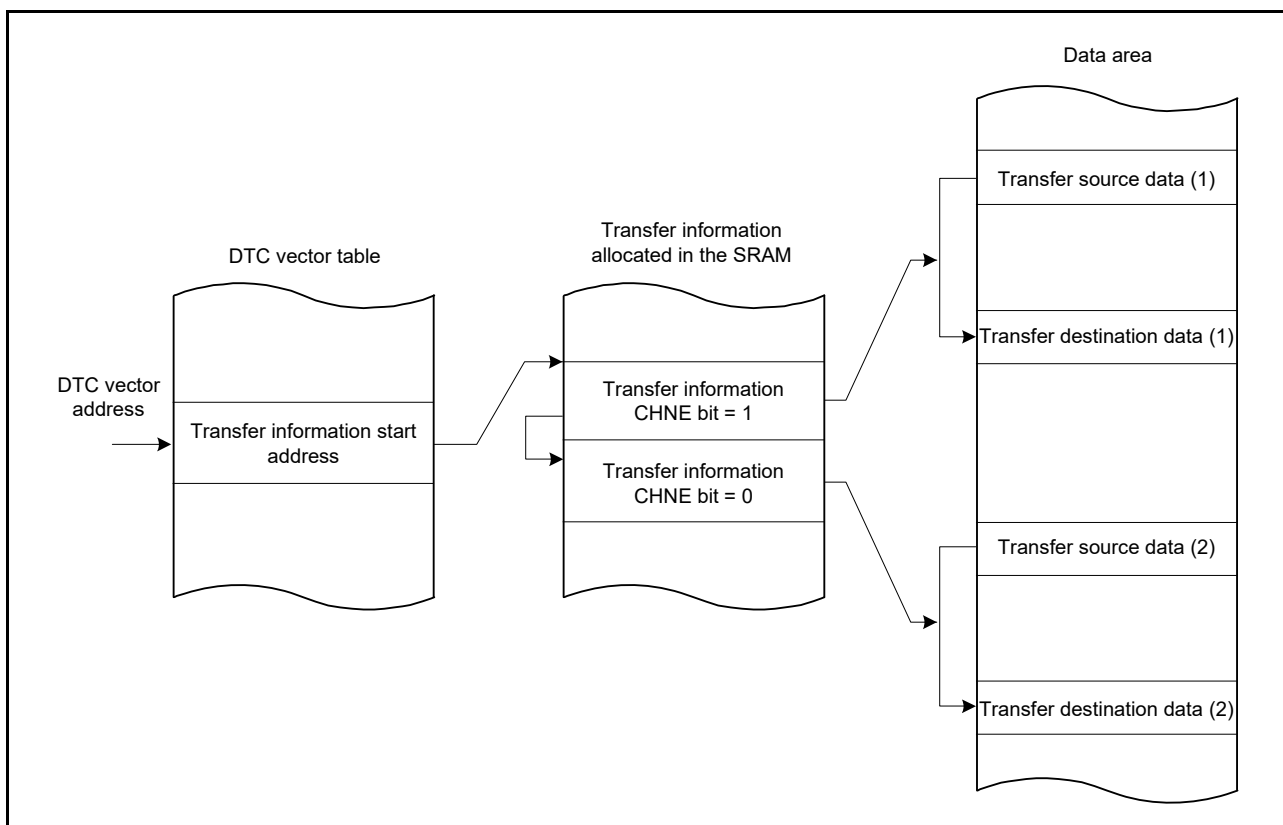 Data area
Transfer source data (1)
Transfer information
allocated in the SRAM
DTC vector table
Transfer destination data (1)
DTC vector
address
Transfer information
CHNE bit = 1
Transfer information start
address
Transfer information
CHNE bit = 0
Transfer source data (2)
Transfer destination data (2)